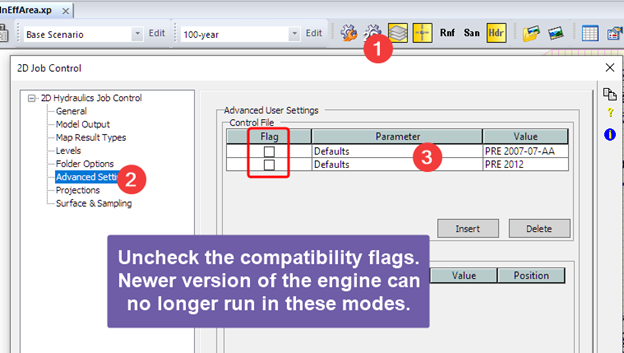 InEffArea.xp
Base Scenario
Edit
100-year
Edit
Rnf
San
Hdr
1
2D Job Control
2D Hydraulics Job Control
General
Model Output
Map Result Types
Levels
Folder Options
Advanced Setti
2
Projections
Surface & Sampling
Advanced User Settings
Control File
Flag Parameter Value
Defaults PRE 2007-07-AA
Defaults PRE 2012
3
Insert Delete
Value Position
Uncheck the compatibility flags.
Newer version of the engine can
no longer run in these modes.